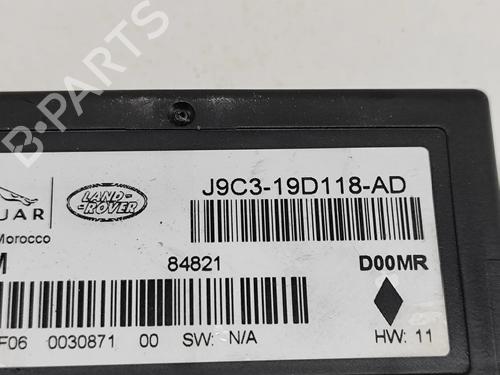 B-PARTS
J9C3-19D118-AD
LAND-
ROVER
UAR
Morocco
M
84821
D00MR
F06 0030871 00 SW: N/A
HW: 11